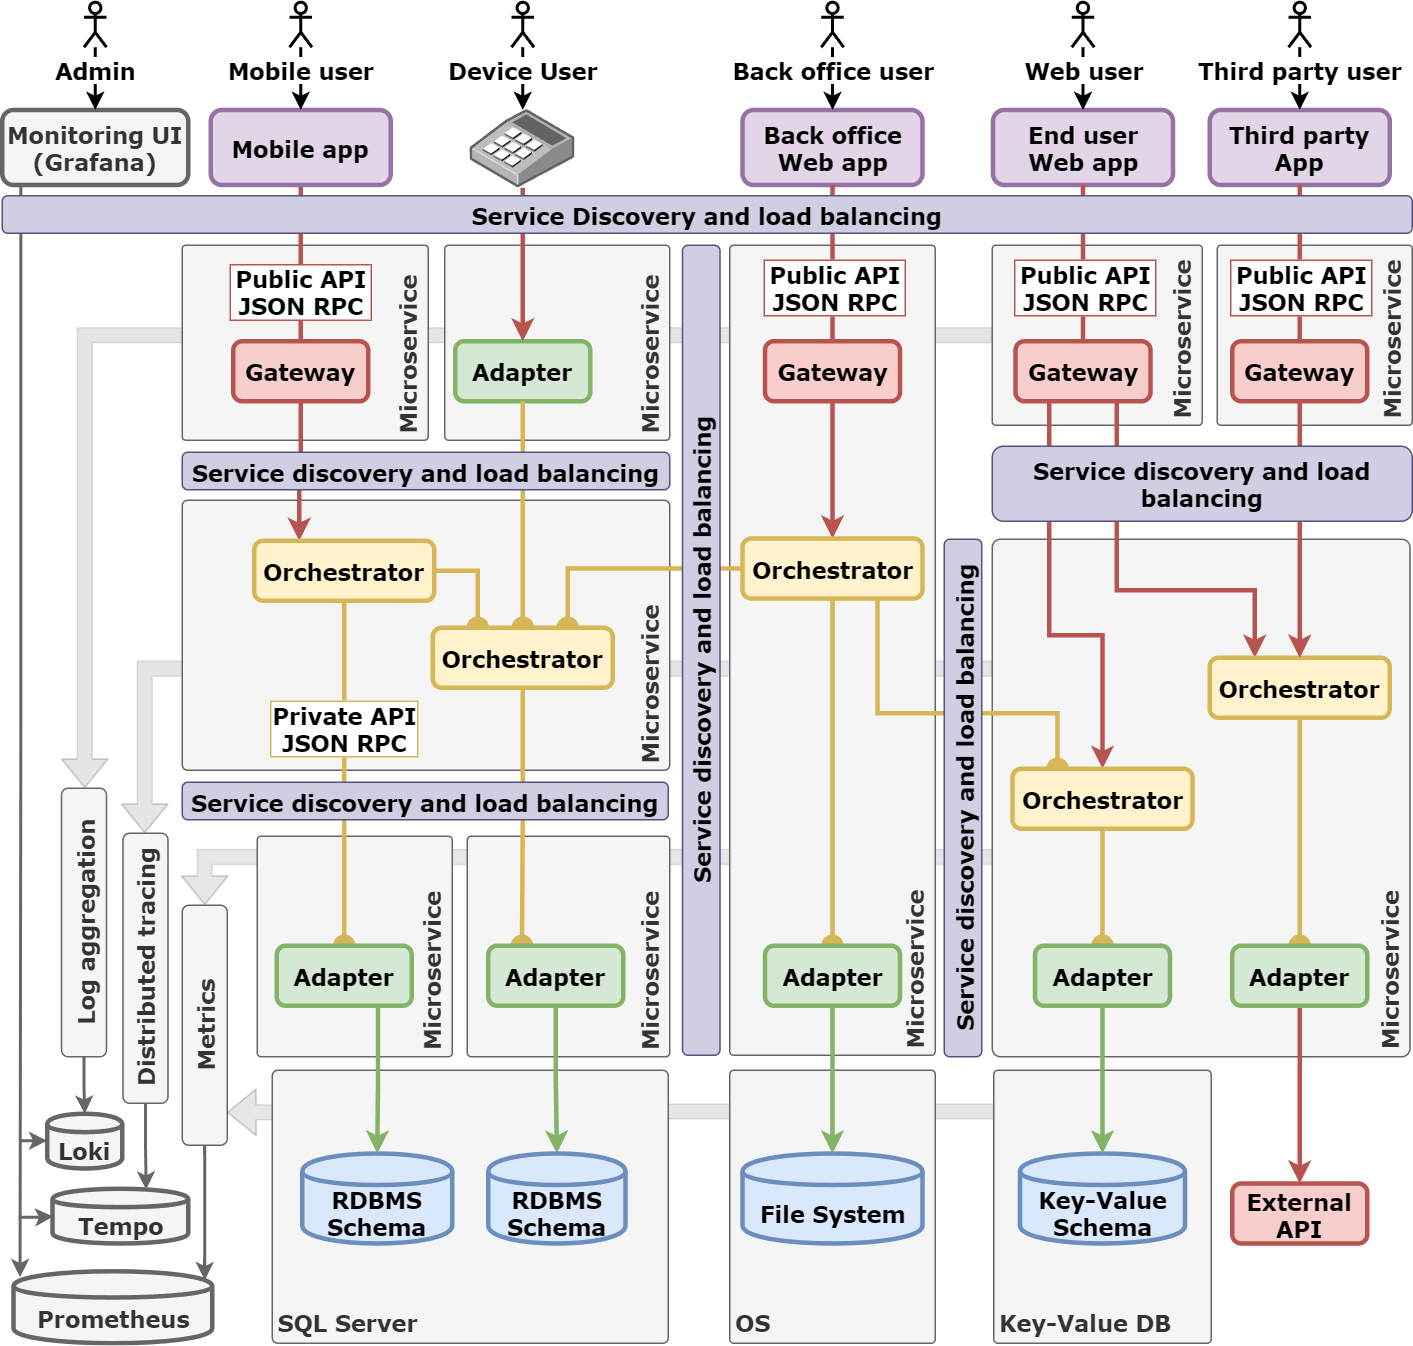 Admin
Mobile user
Device User
Back office user
Web user
Third party user
Monitoring UI
(Grafana)
Mobile app
Back office
Web app
End user
Web app
Third party
App
Service Discovery and load balancing
Public API
JSON RPC
Microservice
Microservice
Public API
JSON RPC
Public API
JSON RPC
Microservice
Public API
JSON RPC
Microservice
Gateway
Adapter
Gateway
Gateway
Gateway
Service discovery and load balancing
Service discovery and load balancing
Service discovery and load
balancing
Orchestrator
Orchestrator
Microservice
Orchestrator
Service discovery and load balancing
Orchestrator
Private API
JSON RPC
Orchestrator
Service discovery and load balancing
Log aggregation
Distributed tracing
Metrics
Adapter
Microservice
Adapter
Microservice
Adapter
Microservice
Adapter
Adapter
Microservice
Loki
Tempo
Prometheus
RDBMS
Schema
RDBMS
Schema
File System
Key-Value
Schema
External
API
SQL Server
OS
Key-Value DB